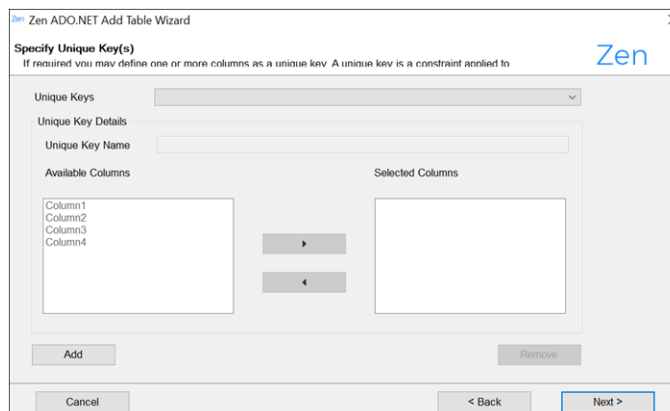 Zen Zen ADO.NET Add Table Wizard
Specify Unique Key(s)
If required you may define one or more columns as a unique key. A unique key is a constraint applied to
Zen
Unique Keys
Unique Key Details
Unique Key Name
Available Columns
Selected Columns
Column1
Column2
Column3
Column4
Add
Remove
Cancel
< Back
Next >